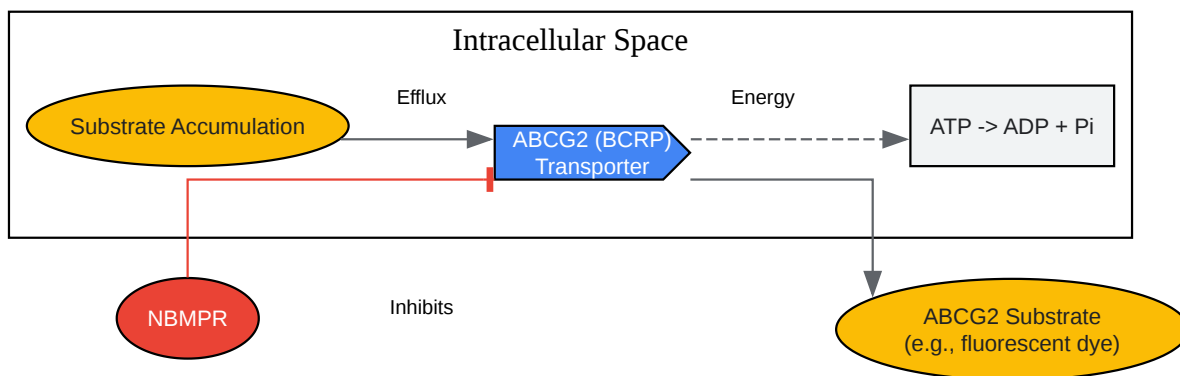 Intracellular Space
Efflux
Energy
Substrate Accumulation
ABCG2 (BCRP)
Transporter
ATP -> ADP + Pi
NBMPR
Inhibits
ABCG2 Substrate
(e.g., fluorescent dye)